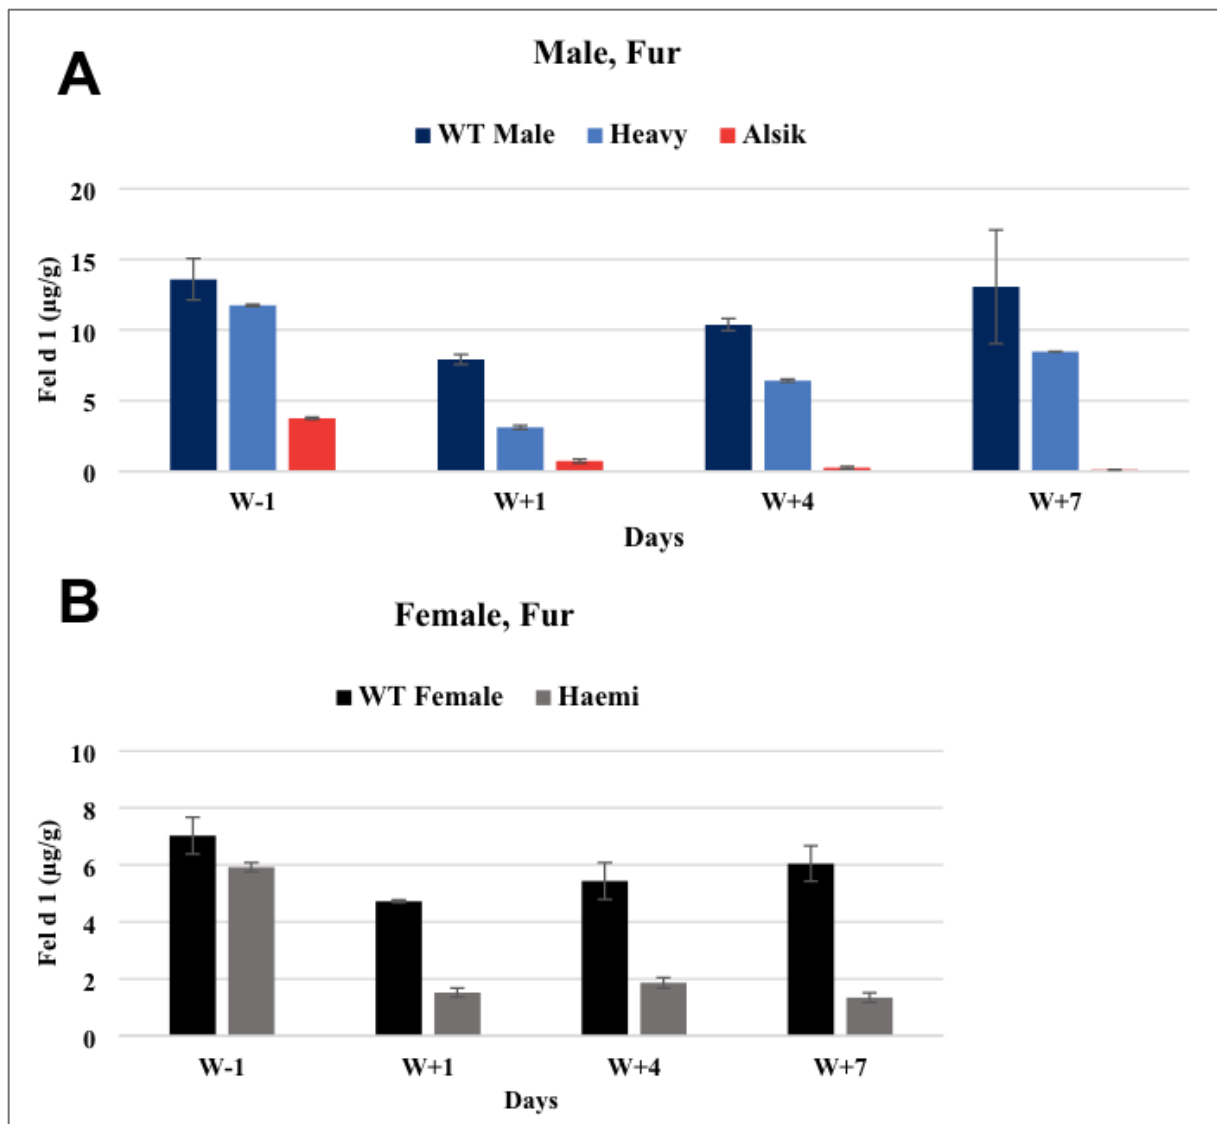 A
Male, Fur
WT Male Heavy Alsik
20
15
10
5
0
Fel d 1 (µg/g)
W-1 W+1 W+4 W+7
Days
B
Female, Fur
WT Female Haemi
10
8
6
4
2
0
Fel d 1 (µg/g)
W-1 W+1 W+4 W+7
Days